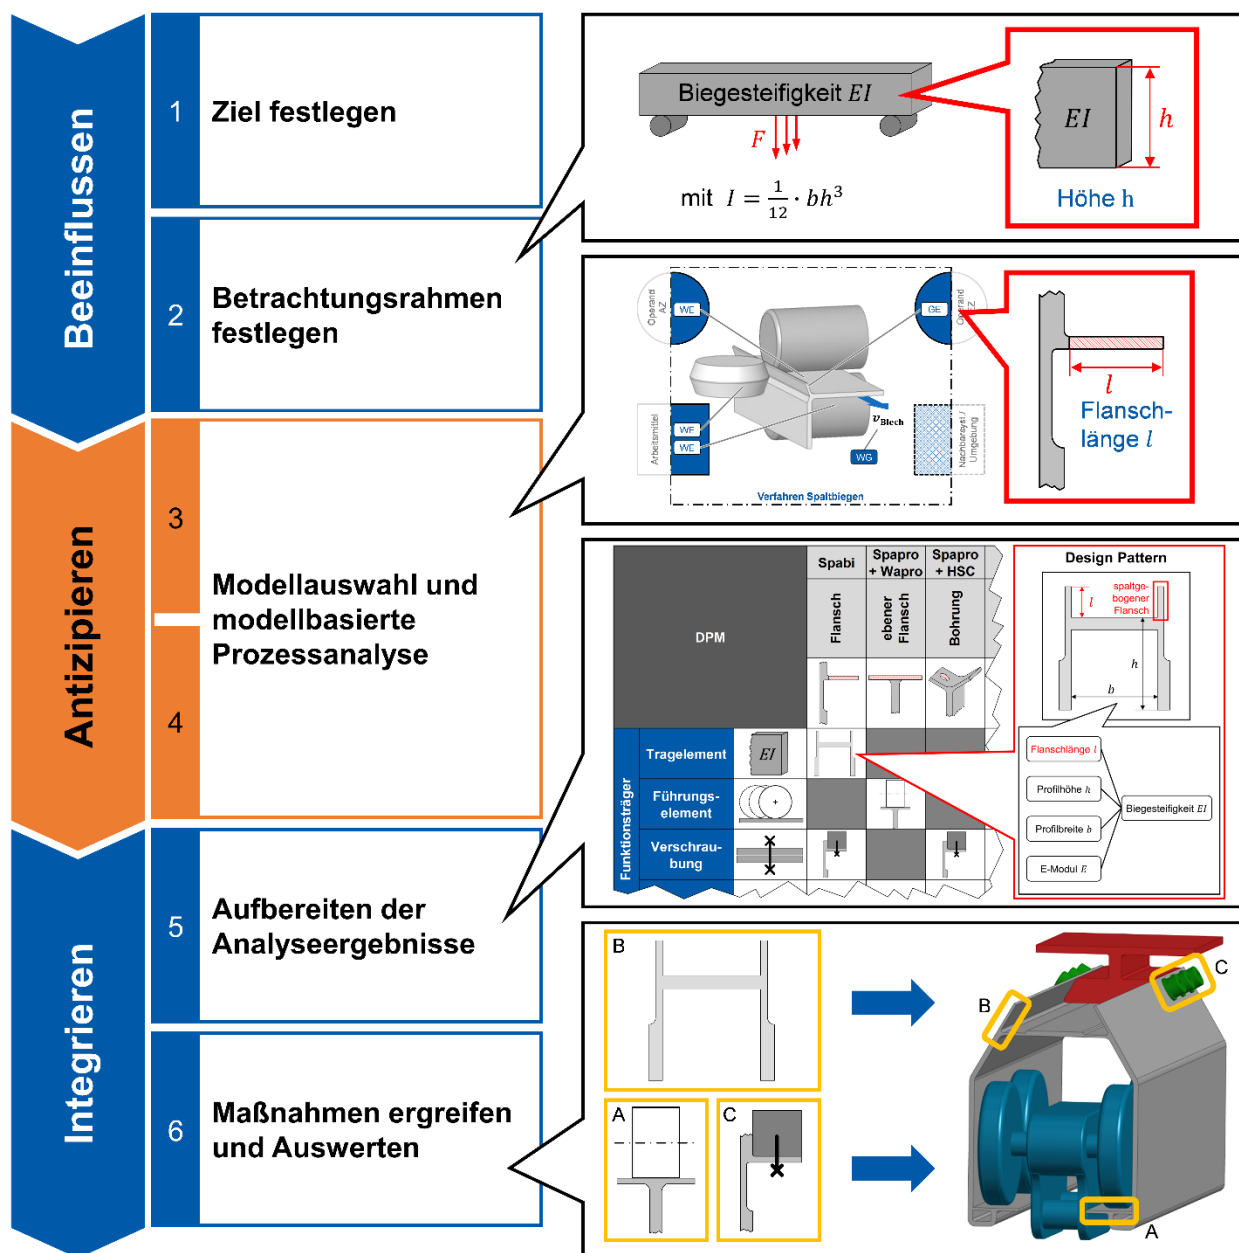 Beeinflussen
1
Ziel festlegen
2
Betrachtungsrahmen
festlegen
Antizipieren
3
4
Modellauswahl und
modellbasierte
Prozessanalyse
Integrieren
5
Aufbereiten der
Analyseergebnisse
6
Maßnahmen ergreifen
und Auswerten
Biegesteifigkeit EI
F
mit I = 1/12 · bh³
EI
h
Höhe h
Operand
AZ
WE
GE
Operand
EZ
Arbeitsmittel
WF
WE
v Blech
WG
Nachbarsyst./
Umgebung
Verfahren Spaltbiegen
l
Flansch-
länge l
DPM
Spabi
Spapro
+ Wapro
Spapro
+ HSC
Flansch
ebener
Flansch
Bohrung
Funktionsträger
Tragelement
EI
Führungs-
element
Verschrau-
bung
Design Pattern
spaltge-
bogener
Flansch
l
h
b
Flanschlänge l
Profilhöhe h
Profilbreite b
E-Modul E
Biegesteifigkeit EI
B
A
C
B
C
A